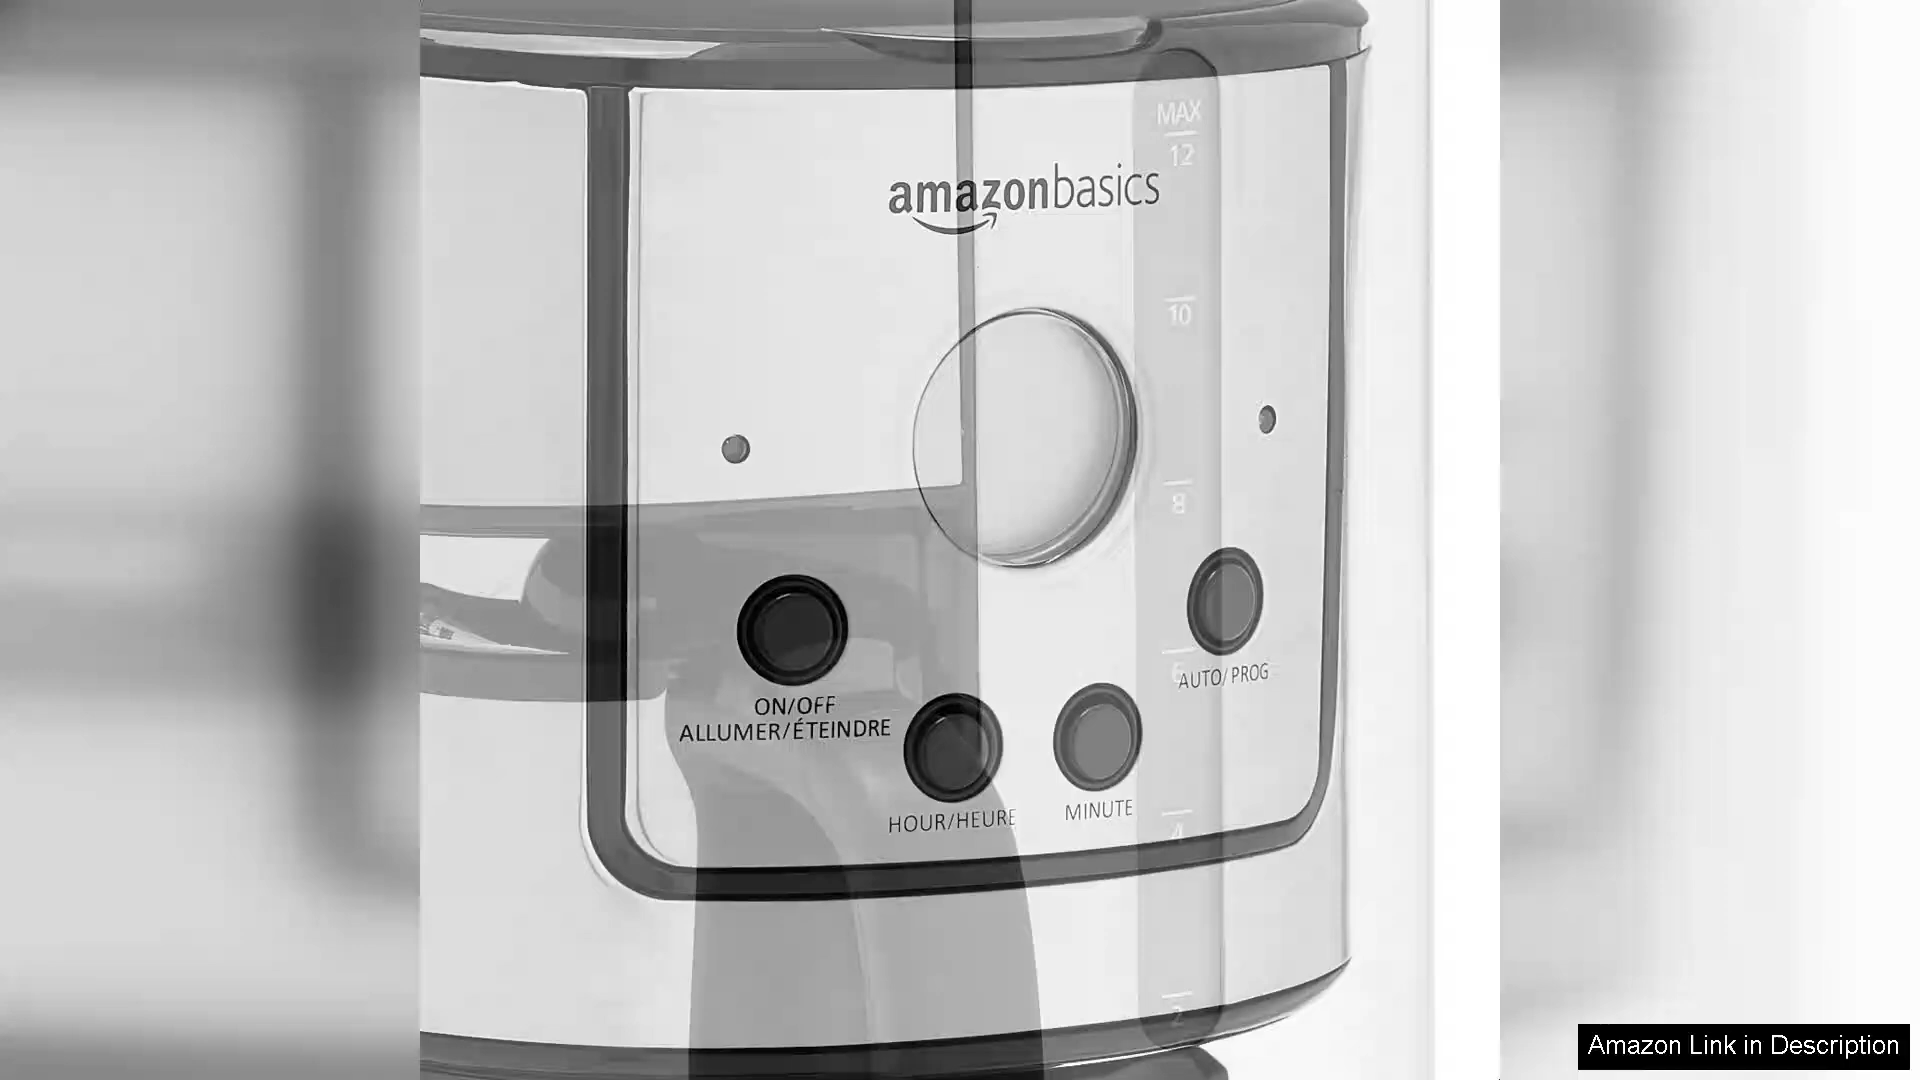 MAX
12
amazonbasics
10
8
6
AUTO/PROG
ON/OFF
ALLUMER/ÉTEINDRE
HOUR/HEURE
MINUTE
4
2
Amazon Link in Description